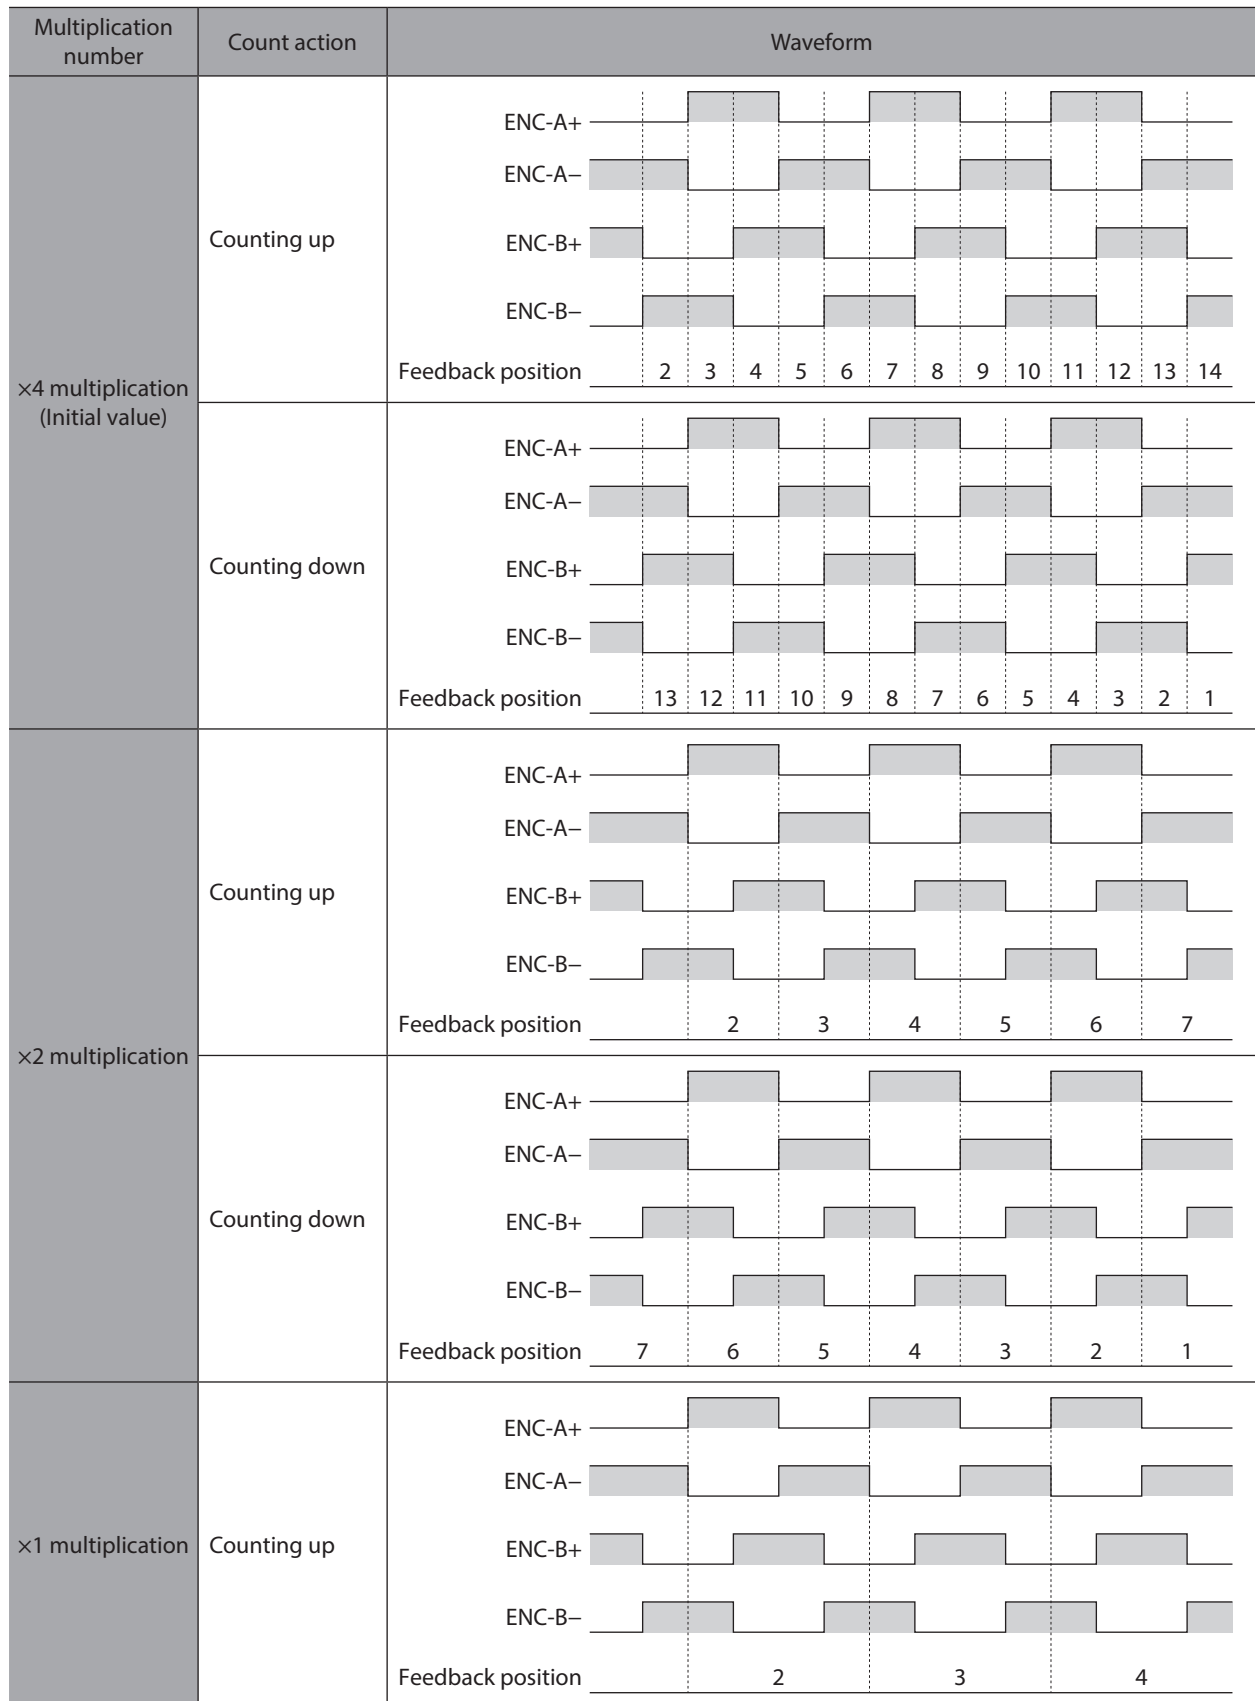 Multiplication
number
Count action
Waveform
×4 multiplication
(Initial value)
Counting up
ENC-A+
ENC-A−
ENC-B+
ENC-B−
Feedback position 2 3 4 5 6 7 8 9 10 11 12 13 14
Counting down
ENC-A+
ENC-A−
ENC-B+
ENC-B−
Feedback position 13 12 11 10 9 8 7 6 5 4 3 2 1
×2 multiplication
Counting up
ENC-A+
ENC-A−
ENC-B+
ENC-B−
Feedback position 2 3 4 5 6 7
Counting down
ENC-A+
ENC-A−
ENC-B+
ENC-B−
Feedback position 7 6 5 4 3 2 1
×1 multiplication
Counting up
ENC-A+
ENC-A−
ENC-B+
ENC-B−
Feedback position 2 3 4